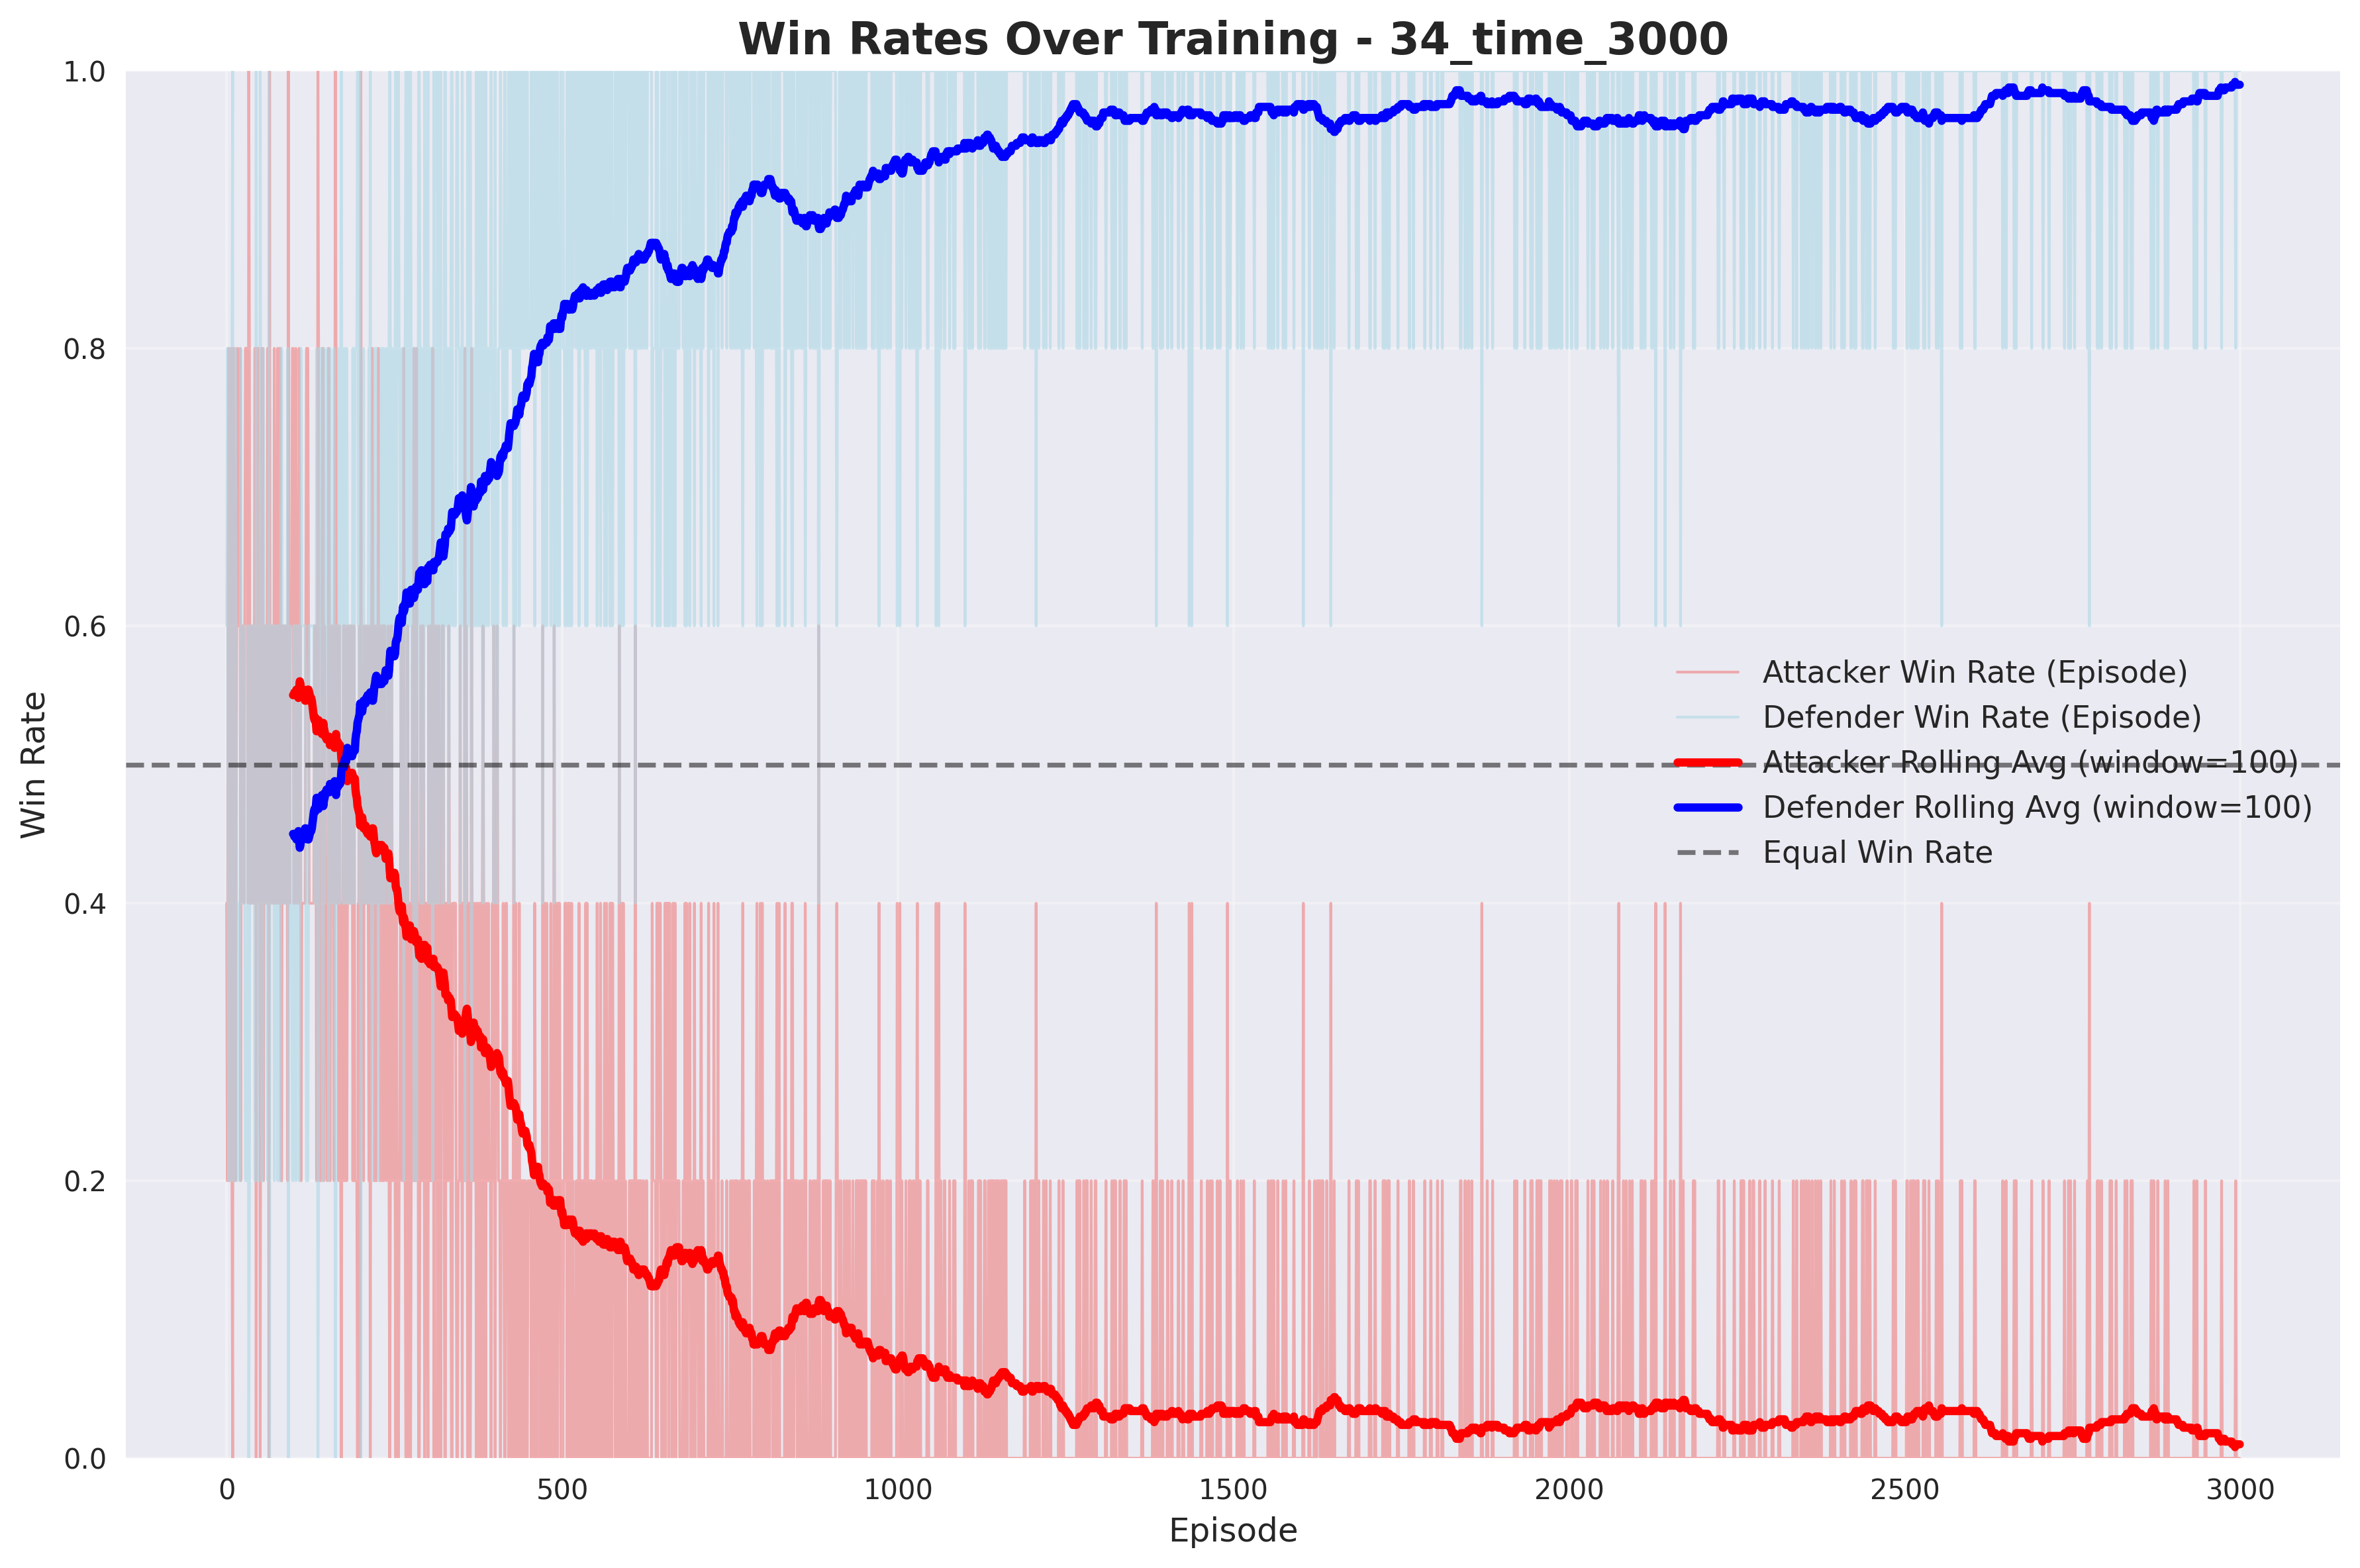 Win Rates Over Training - 34_time_3000
1.0
0.8
0.6
0.4
0.2
0.0
Win Rate
Attacker Win Rate (Episode)
Defender Win Rate (Episode)
Attacker Rolling Avg (window=100)
Defender Rolling Avg (window=100)
Equal Win Rate
0 500 1000 1500 2000 2500 3000
Episode